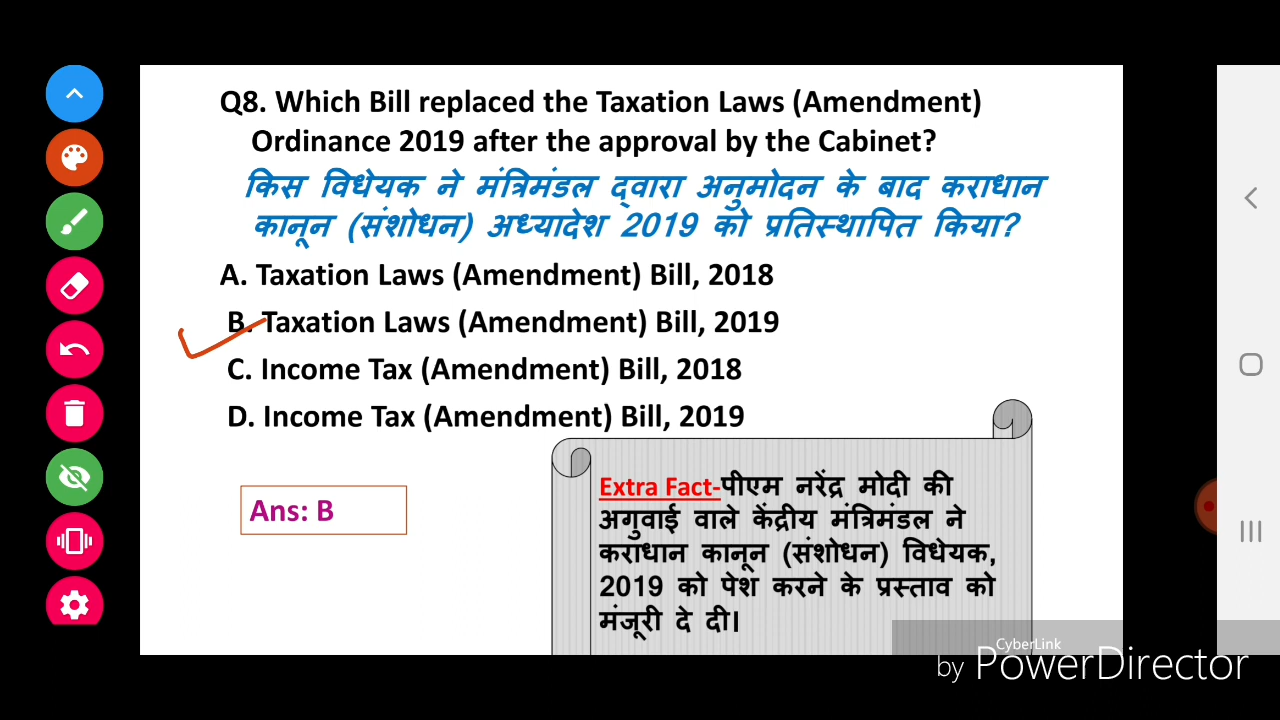 Q8. Which Bill replaced the Taxation Laws (Amendment)
Ordinance 2019 after the approval by the Cabinet?
किस विधेयक ने मंत्रिमंडल द्वारा अनुमोदन के बाद कराधान
कानून (संशोधन) अध्यादेश 2019 को प्रतिस्थापित किया?
A. Taxation Laws (Amendment) Bill, 2018
B. Taxation Laws (Amendment) Bill, 2019
C. Income Tax (Amendment) Bill, 2018
D. Income Tax (Amendment) Bill, 2019
Ans: B
Extra Fact-पीएम नरेंद्र मोदी की
अगुवाई वाले केंद्रीय मंत्रिमंडल ने
कराधान कानून (संशोधन) विधेयक,
2019 को पेश करने के प्रस्ताव को
मंजूरी दे दी।
CyberLink
by PowerDirector